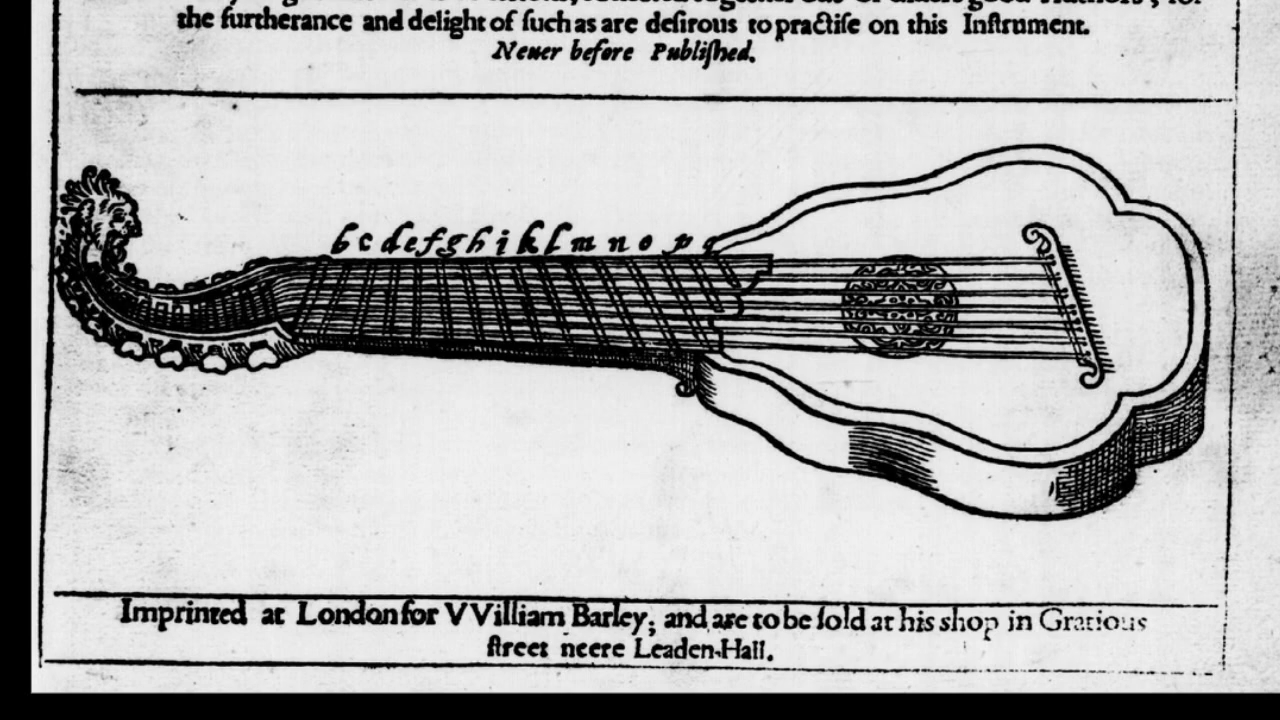 the furtherance and delight of ſuch as are deſirous to practiſe on this Inſtrument.
Neuer before Publiſhed.
b c d e f g h i k l m n o p q
Imprinted at London for VVilliam Barley, and are to be ſold at his shop in Gratious
ſtreet neere Leaden-Hall.